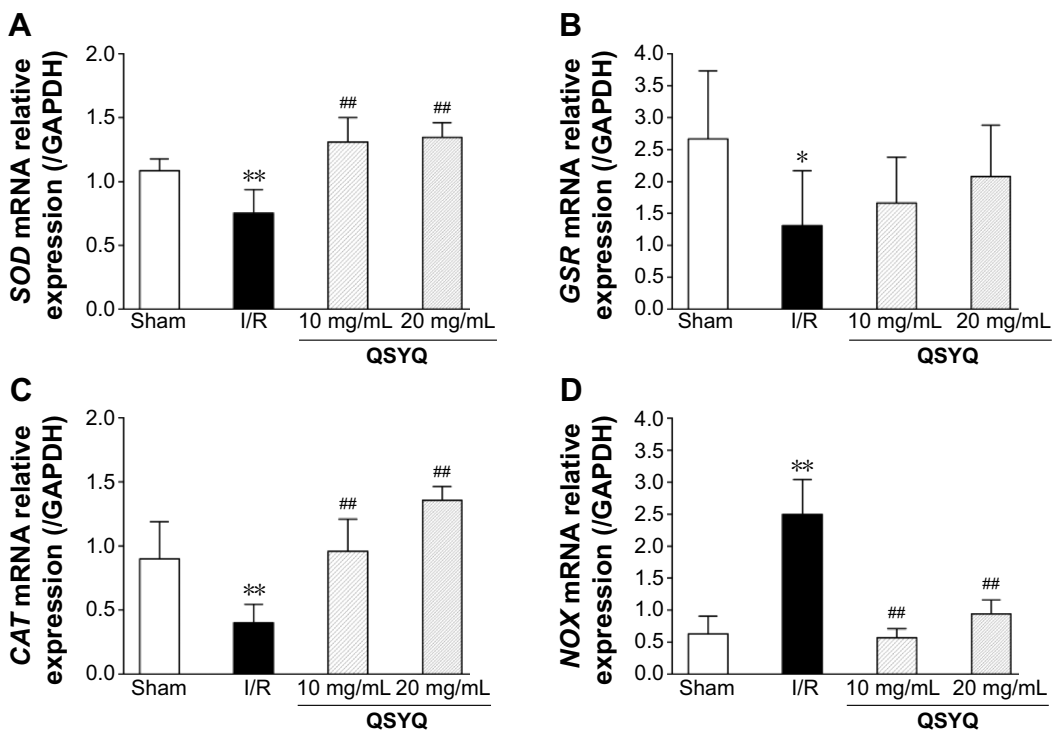 A
SOD mRNA relative
expression (/GAPDH)
2.0
1.5
1.0
0.5
0.0
**
##
##
Sham I/R 10 mg/mL 20 mg/mL
QSYQ
B
GSR mRNA relative
expression (/GAPDH)
4.0
3.5
3.0
2.5
2.0
1.5
1.0
0.5
0.0
*
Sham I/R 10 mg/mL 20 mg/mL
QSYQ
C
CAT mRNA relative
expression (/GAPDH)
2.0
1.5
1.0
0.5
0.0
**
##
##
Sham I/R 10 mg/mL 20 mg/mL
QSYQ
D
NOX mRNA relative
expression (/GAPDH)
4.0
3.5
3.0
2.5
2.0
1.5
1.0
0.5
0.0
**
##
##
Sham I/R 10 mg/mL 20 mg/mL
QSYQ